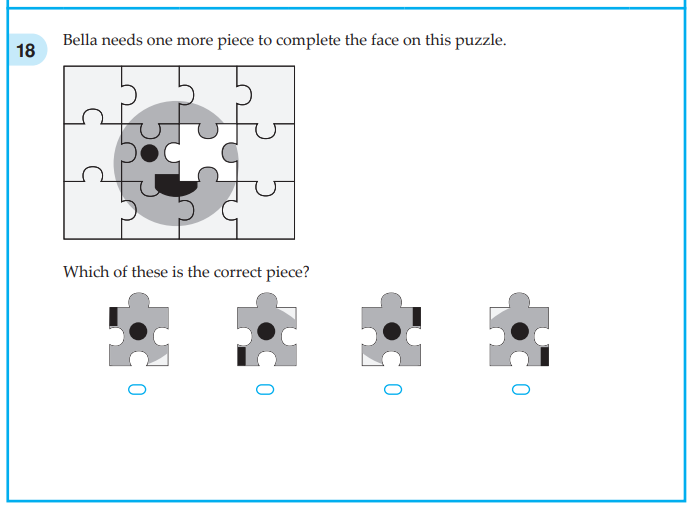 18
Bella needs one more piece to complete the face on this puzzle.
Which of these is the correct piece?